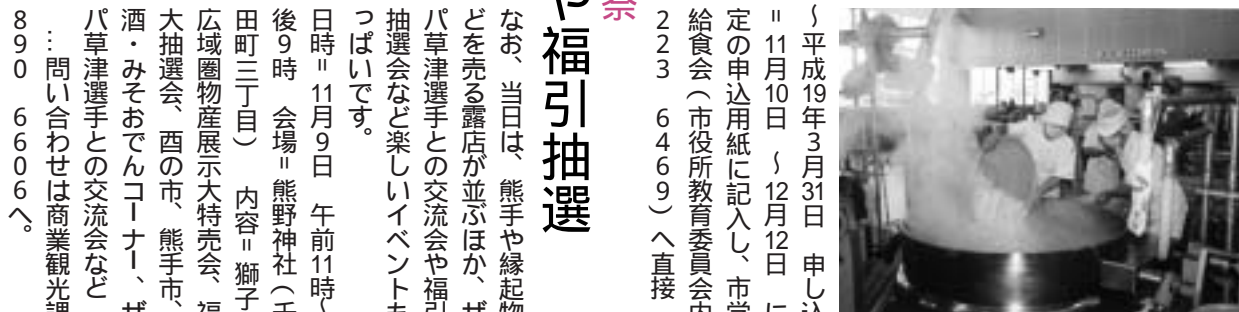 ～平成19年3月31日　申し込
＝11月10日　～12月12日　に
定の申込用紙に記入し、市学
給食会（市役所教育委員会内
223　6469）へ直接
祭
や福引抽選
なお、当日は、熊手や縁起物
どを売る露店が並ぶほか、ザ
パ草津選手との交流会や福引
抽選会など楽しいイベントも
っぱいです。
日時＝11月9日　午前11時～
後9時　会場＝熊野神社（千
田町三丁目）　内容＝獅子
広域圏物産展示大特売会、福
大抽選会、酉の市、熊手市、
酒・みそおでんコーナー、ザ
パ草津選手との交流会など
…問い合わせは商業観光課
890　6606へ。